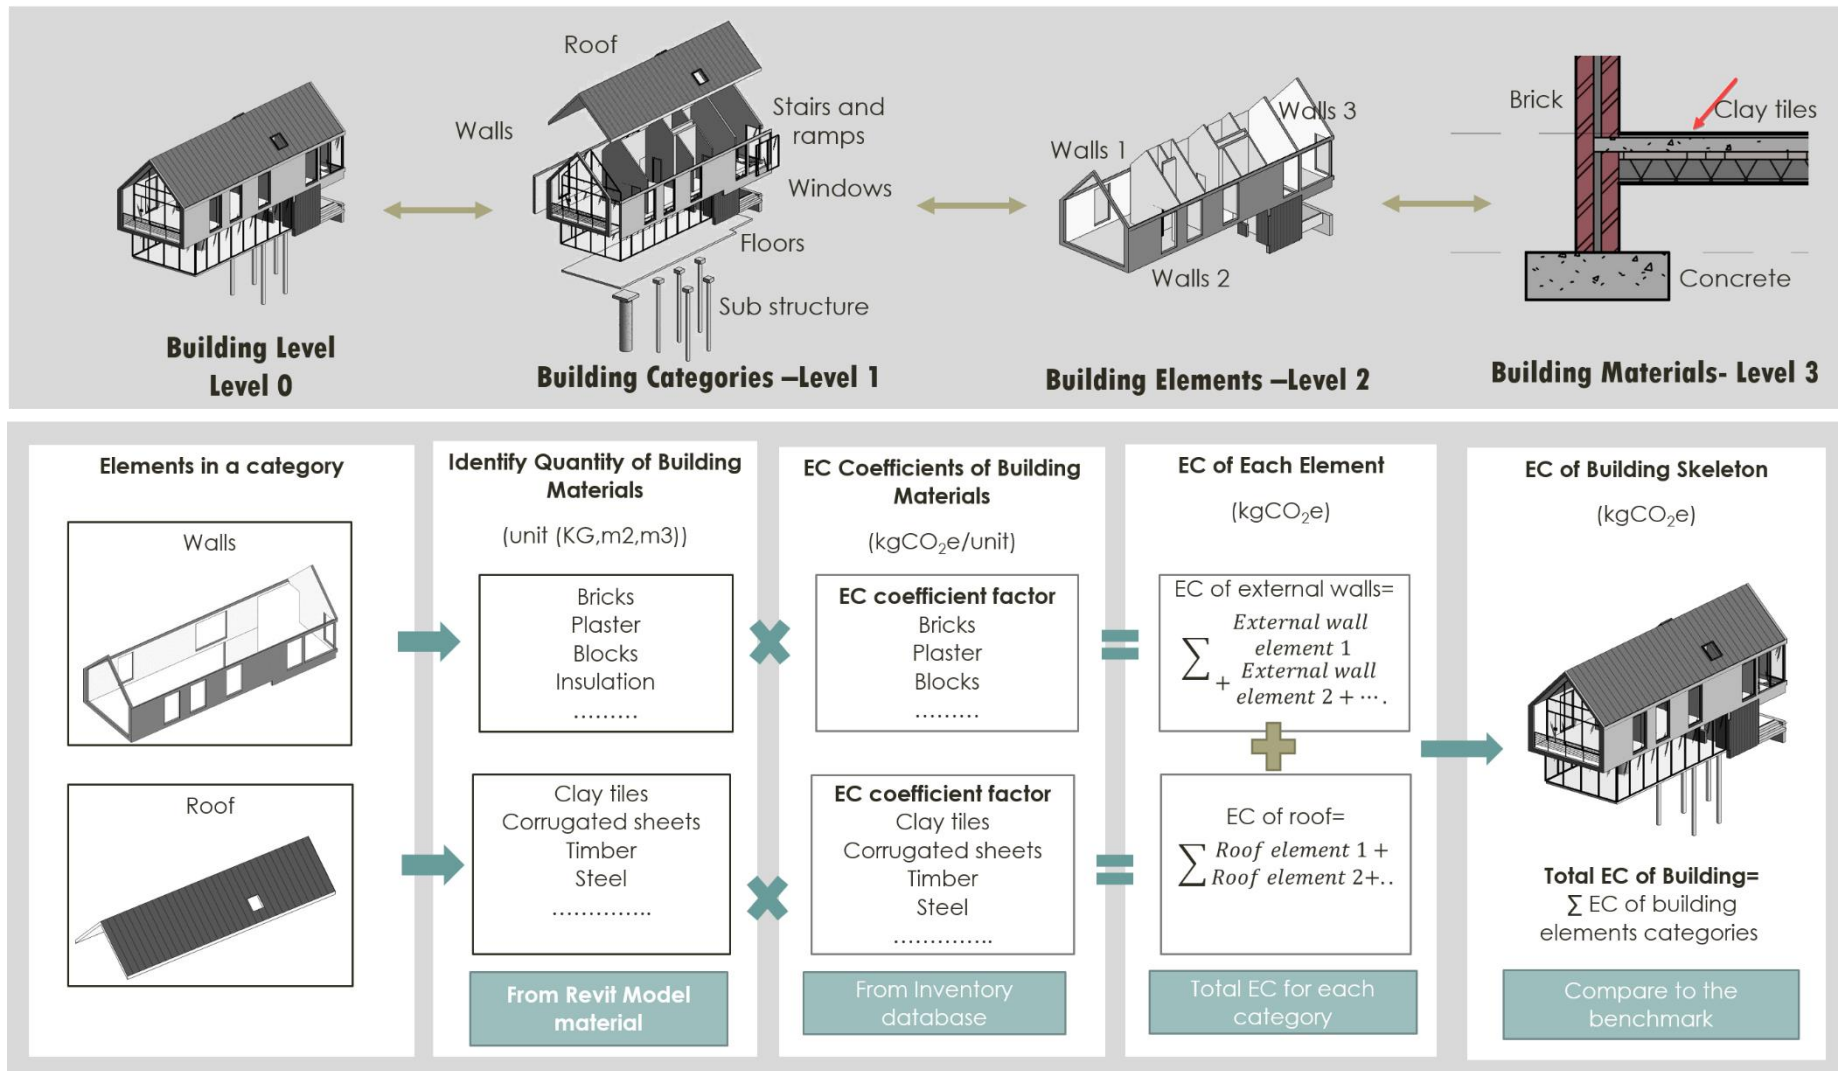 Roof
Walls
Stairs and
ramps
Windows
Floors
Sub structure
Walls 1
Walls 3
Walls 2
Brick
Clay tiles
Concrete
Building Level
Level 0
Building Categories –Level 1
Building Elements –Level 2
Building Materials- Level 3
Elements in a category
Walls
Roof
Identify Quantity of Building
Materials
(unit (KG,m2,m3))
Bricks
Plaster
Blocks
Insulation
………
Clay tiles
Corrugated sheets
Timber
Steel
…………..
From Revit Model
material
EC Coefficients of Building
Materials
(kgCO₂e/unit)
EC coefficient factor
Bricks
Plaster
Blocks
………
EC coefficient factor
Clay tiles
Corrugated sheets
Timber
Steel
…………..
From Inventory
database
EC of Each Element
(kgCO₂e)
EC of external walls=
∑ External wall
element 1
+ External wall
element 2 + ⋯.
EC of roof=
∑ Roof element 1 +
Roof element 2+..
Total EC for each
category
EC of Building Skeleton
(kgCO₂e)
Total EC of Building=
∑ EC of building
elements categories
Compare to the
benchmark